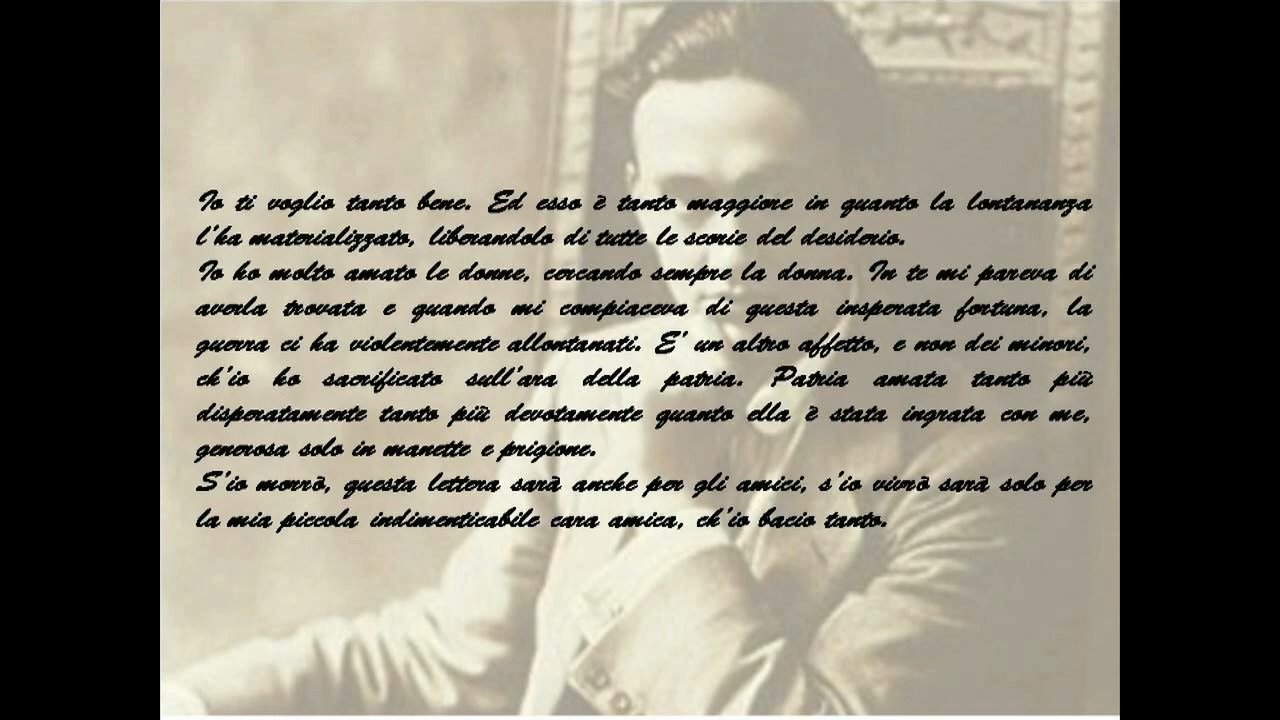 Io ti voglio tanto bene. Ed esso è tanto maggiore in quanto la lontananza
l'ha materializzato, liberandolo di tutte le scorie del desiderio.
Io ho molto amato le donne, cercando sempre la donna. In te mi pareva di
averla trovata e quando mi compiaceva di questa insperata fortuna, la
guerra ci ha violentemente allontanati. E' un altro affetto, e non dei minori,
ch'io ho sacrificato sull'ara della patria. Patria amata tanto più
disperatamente tanto più devotamente quanto ella è stata ingrata con me,
generosa solo in manette e prigione.
S'io morrò, questa lettera sarà anche per gli amici, s'io vivrò sarà solo per
la mia piccola indimenticabile cara amica, ch'io bacio tanto.